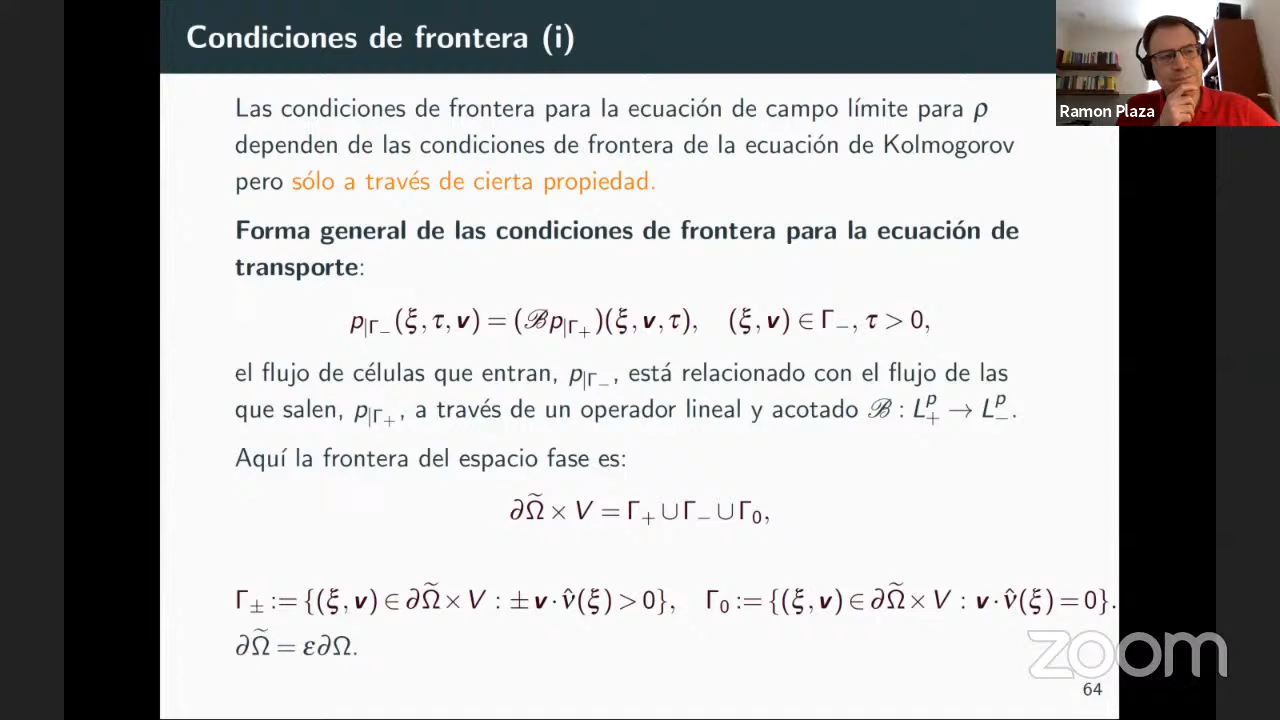 Condiciones de frontera (i)
Ramon Plaza
Las condiciones de frontera para la ecuación de campo límite para ρ
dependen de las condiciones de frontera de la ecuación de Kolmogorov
pero sólo a través de cierta propiedad.
Forma general de las condiciones de frontera para la ecuación de
transporte:
p|Γ₋(ξ, τ, v) = (ℬp|Γ₊)(ξ, v, τ), (ξ, v) ∈ Γ₋, τ > 0,
el flujo de células que entran, p|Γ₋, está relacionado con el flujo de las
que salen, p|Γ₊, a través de un operador lineal y acotado ℬ : L₊ᵖ → L₋ᵖ.
Aquí la frontera del espacio fase es:
∂Ω̃ × V = Γ₊ ∪ Γ₋ ∪ Γ₀,
Γ± := {(ξ, v) ∈ ∂Ω̃ × V : ± v · ν̂(ξ) > 0}, Γ₀ := {(ξ, v) ∈ ∂Ω̃ × V : v · ν̂(ξ) = 0}.
∂Ω̃ = ε∂Ω.
zoom
64